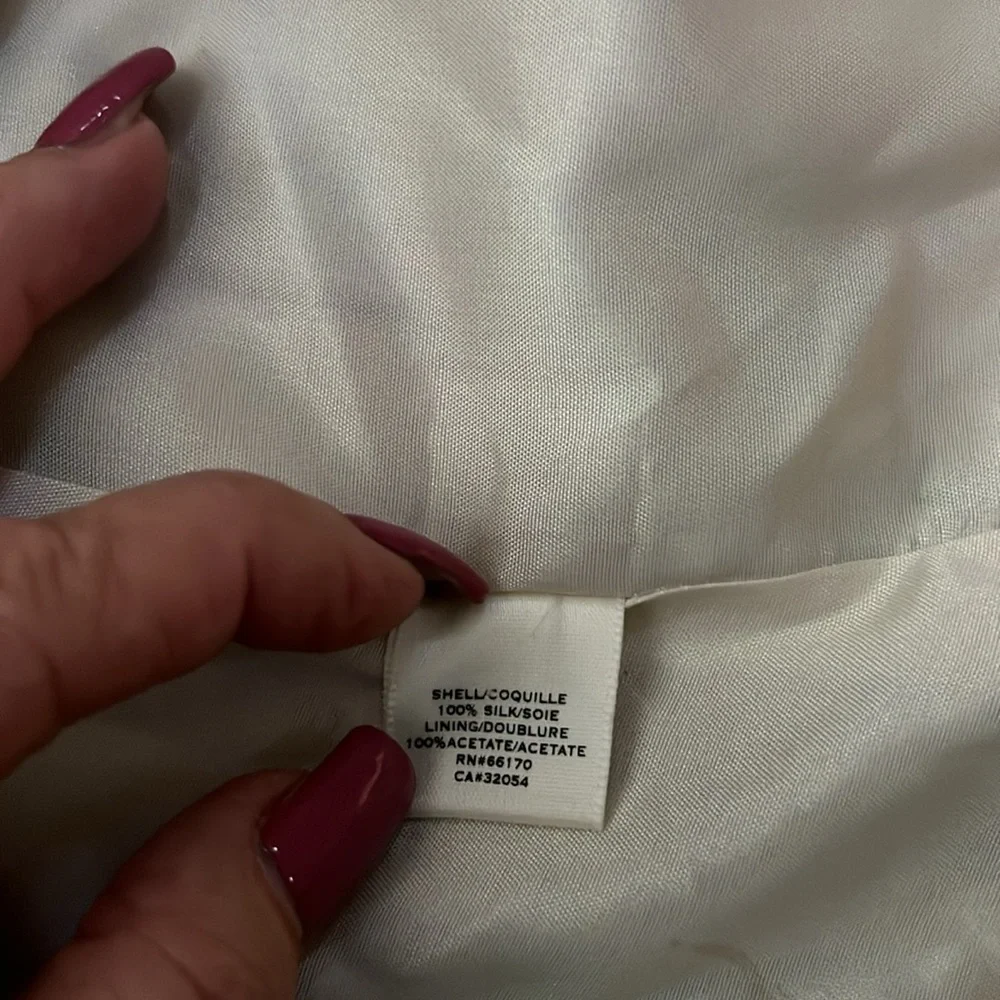 SHELL/COQUILLE
100% SILK/SOIE
LINING/DOUBLURE
100%ACETATE/ACETATE
RN#66170
CA#32054